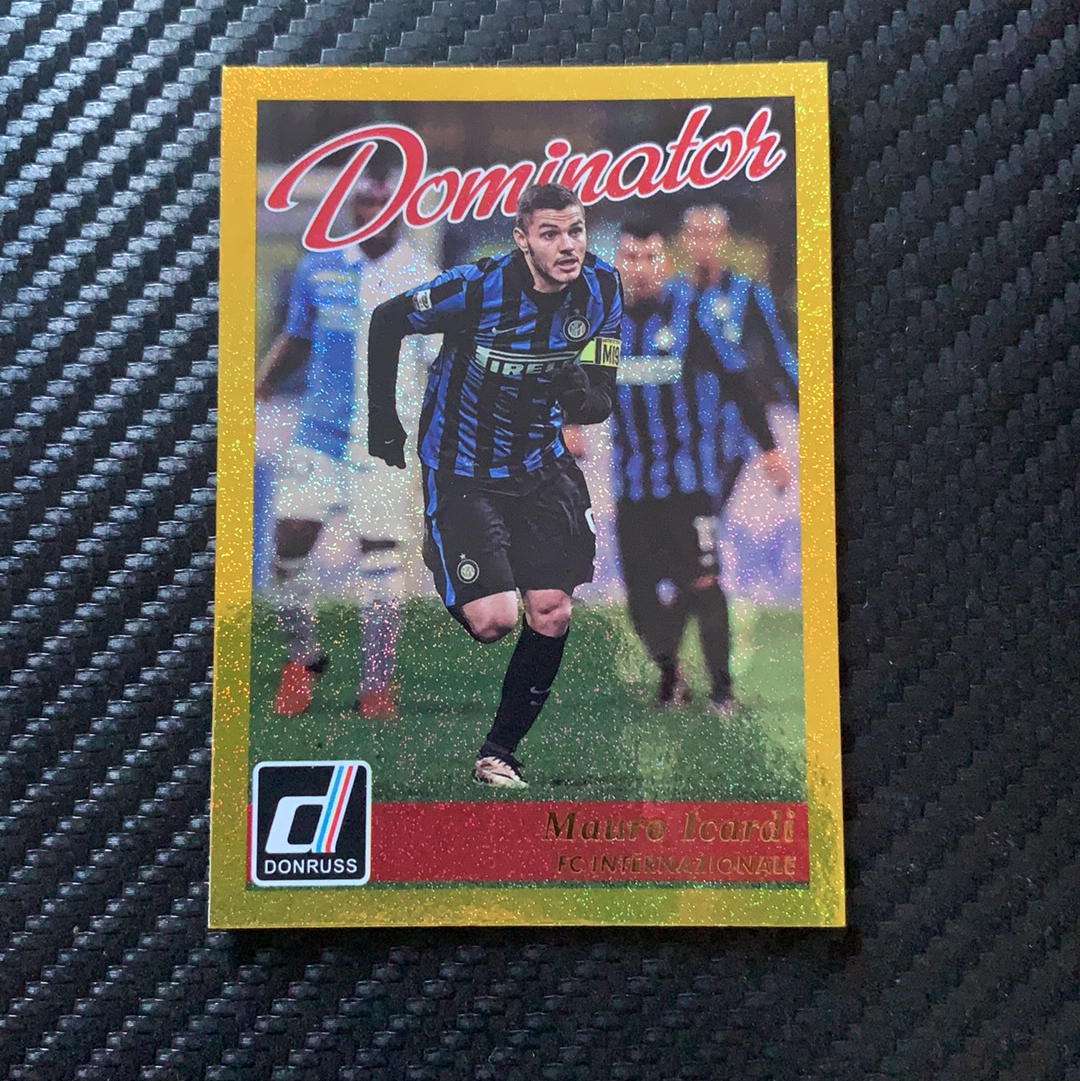 Dominator
PIRELLI
DONRUSS
Mauro Icardi
FC INTERNAZIONALE